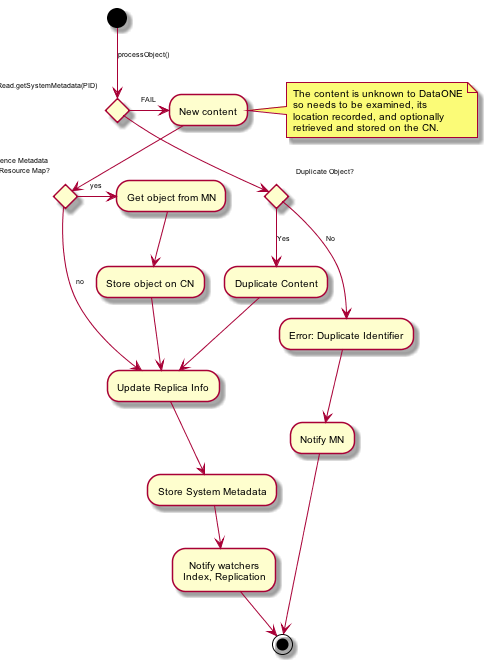 processObject()
Read.getSystemMetadata(PID)
FAIL
New content
The content is unknown to DataONE
so needs to be examined, its
location recorded, and optionally
retrieved and stored on the CN.
ence Metadata
Resource Map?
yes
Get object from MN
Duplicate Object?
Yes
No
no
Store object on CN
Duplicate Content
Error: Duplicate Identifier
Update Replica Info
Notify MN
Store System Metadata
Notify watchers
Index, Replication